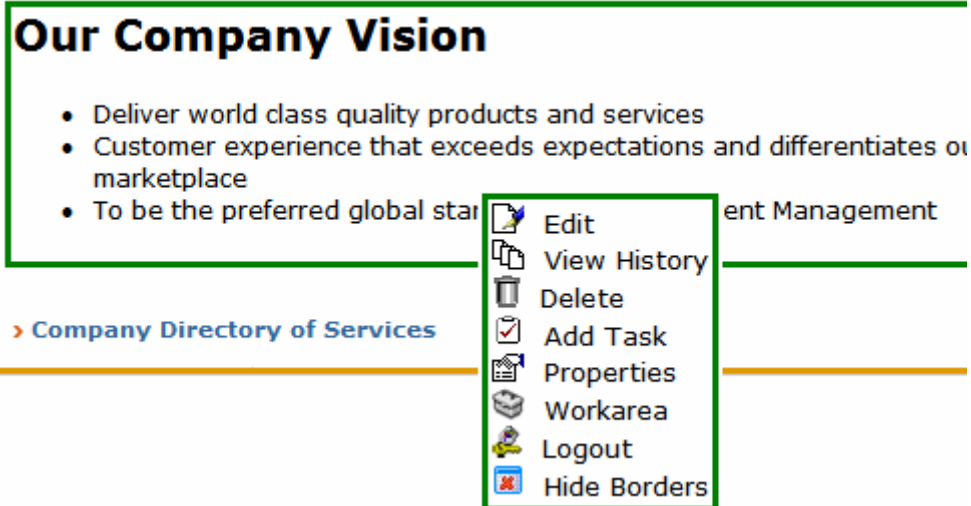 Our Company Vision
• Deliver world class quality products and services
• Customer experience that exceeds expectations and differentiates
marketplace
• To be the preferred global ent Management
Edit
View History
Delete
Add Task
Properties
Workarea
Logout
Hide Borders
› Company Directory of Services